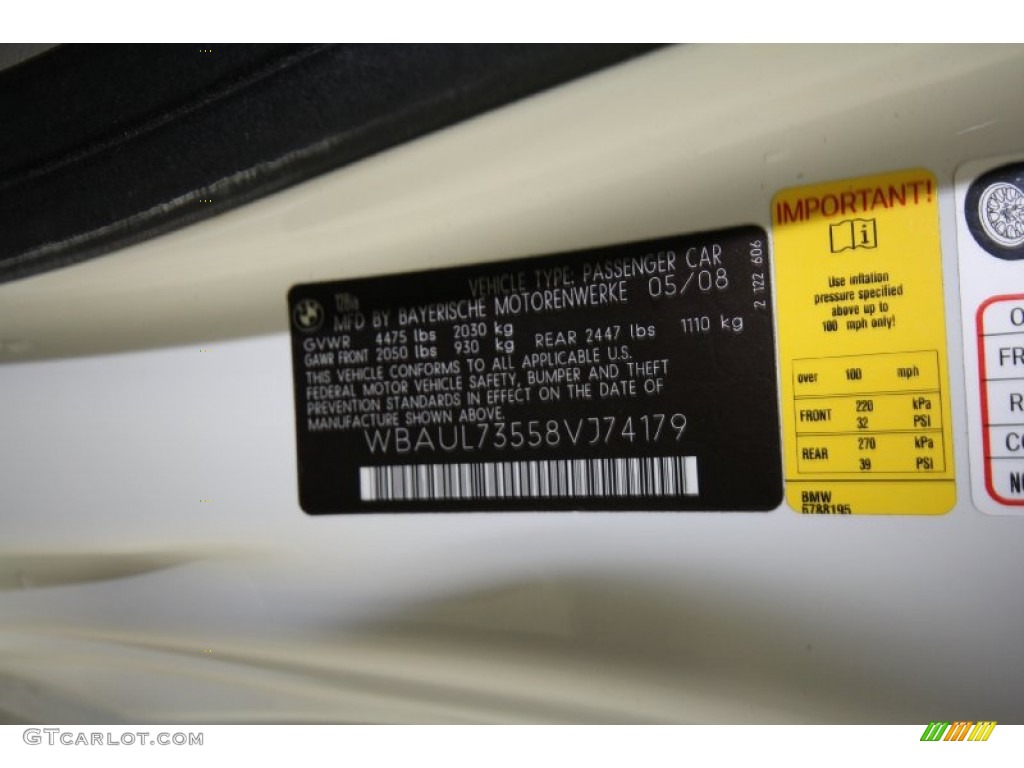 128i
VEHICLE TYPE: PASSENGER CAR
MFD BY BAYERISCHE MOTORENWERKE 05/08
GVWR 4475 lbs 2030 kg
GAWR FRONT 2050 lbs 930 kg REAR 2447 lbs 1110 kg
THIS VEHICLE CONFORMS TO ALL APPLICABLE U.S.
FEDERAL MOTOR VEHICLE SAFETY, BUMPER AND THEFT
PREVENTION STANDARDS IN EFFECT ON THE DATE OF
MANUFACTURE SHOWN ABOVE.
WBAUL73558VJ74179
2 122 606
IMPORTANT!
i
Use inflation
pressure specified
above up to
100 mph only!
over 100 mph
FRONT 220 kPa
32 PSI
REAR 270 kPa
39 PSI
BMW
6788195
O
FR
R
CO
NO
GTCARLOT.COM